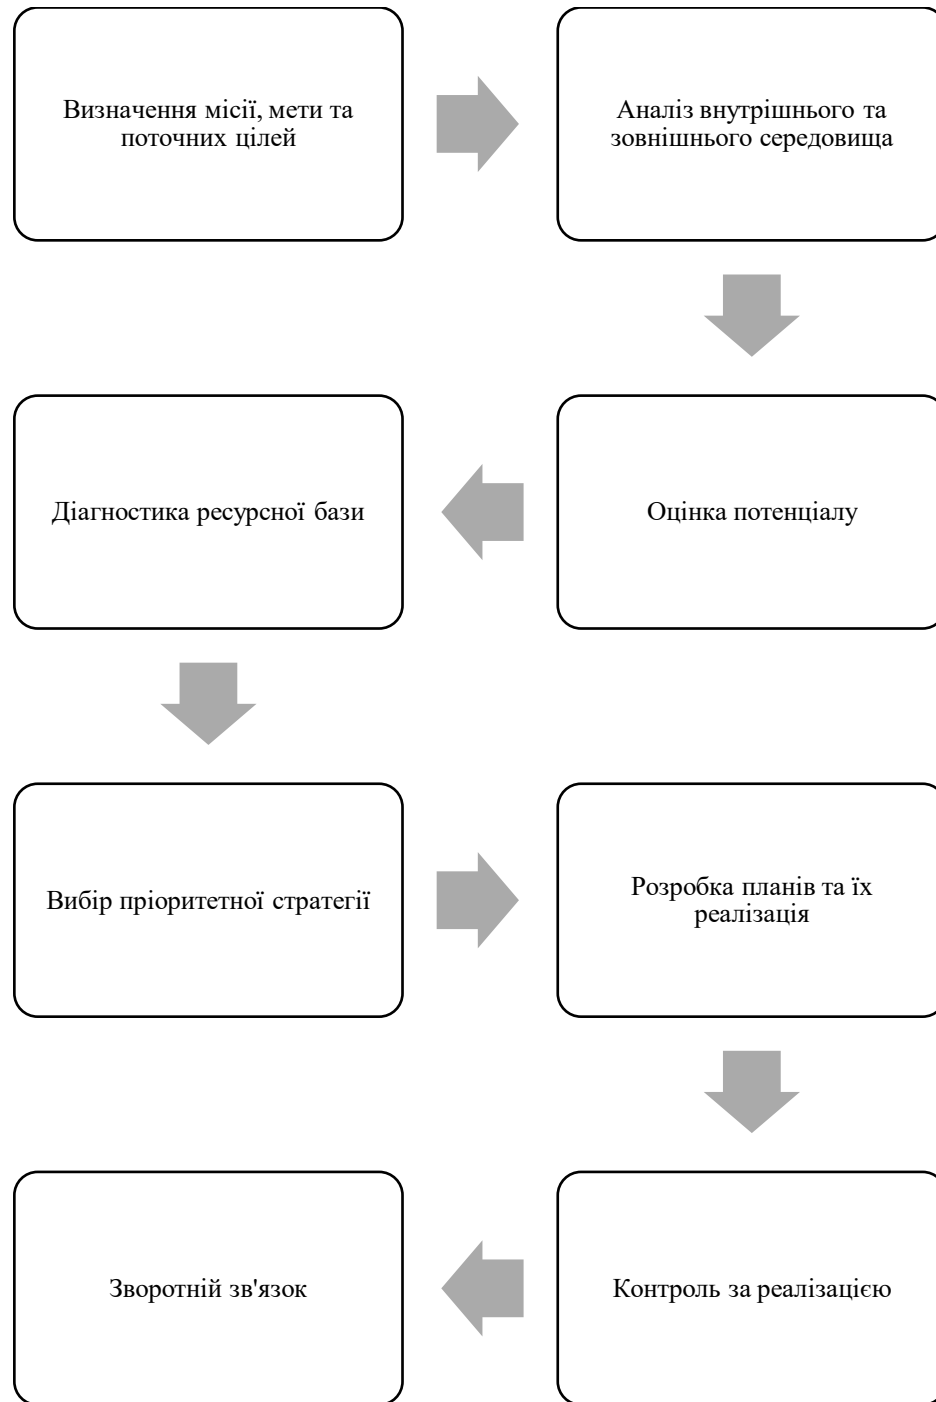 Визначення місії, мети та
поточних цілей
Аналіз внутрішнього та
зовнішнього середовища
Оцінка потенціалу
Діагностика ресурсної бази
Вибір пріоритетної стратегії
Розробка планів та їх
реалізація
Контроль за реалізацією
Зворотній зв'язок